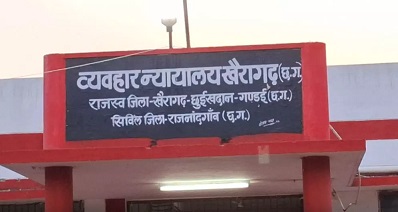 व्यवहार न्यायालय खैरागढ़ (छ.ग.)
राजस्व जिला-खैरागढ़-छुईखदान-गण्डई (छ.ग.)
सिविल जिला-राजनांदगाँव (छ.ग.)